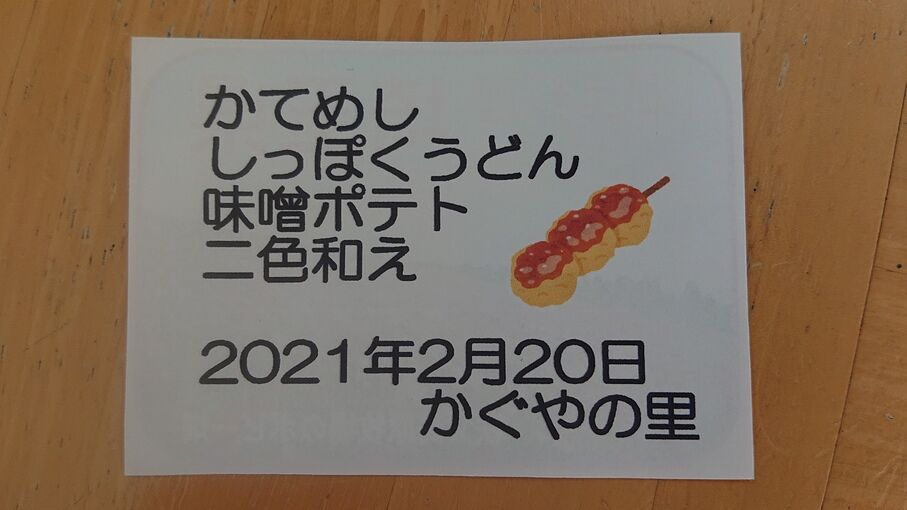 かてめし
しっぽくうどん
味噌ポテト
二色和え
2021年2月20日
かぐやの里